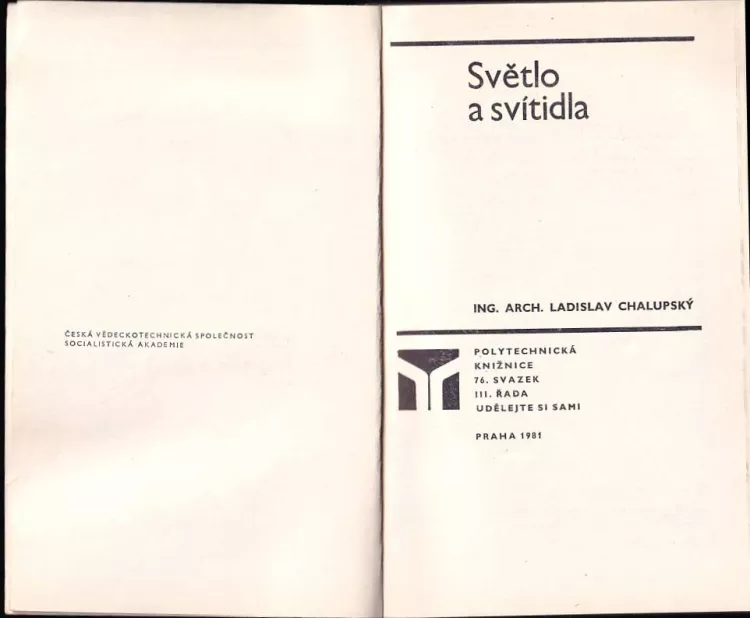 ČESKÁ VĚDECKOTECHNICKÁ SPOLEČNOST
SOCIALISTICKÁ AKADEMIE
Světlo
a svítidla
ING. ARCH. LADISLAV CHALUPSKÝ
POLYTECHNICKÁ
KNIŽNICE
76. SVAZEK
III. ŘADA
UDĚLEJTE SI SAMI
PRAHA 1981